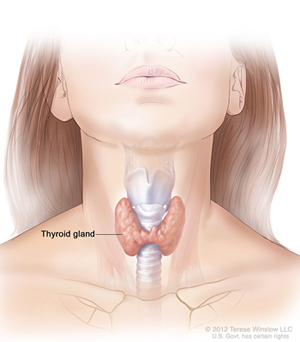 Thyroid gland
© 2012 Terese Winslow LLC
U.S. Govt. has certain rights